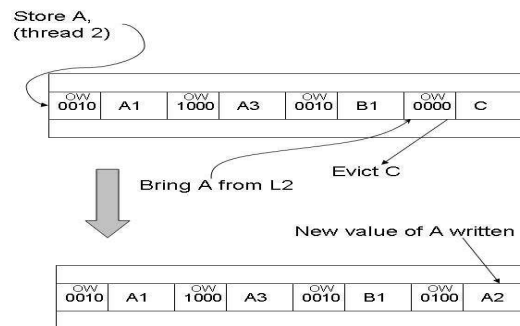 Store A,
(thread 2)
OW OW OW OW
0010 A1 1000 A3 0010 B1 0000 C
Bring A from L2
Evict C
New value of A written
OW OW OW OW
0010 A1 1000 A3 0010 B1 0100 A2